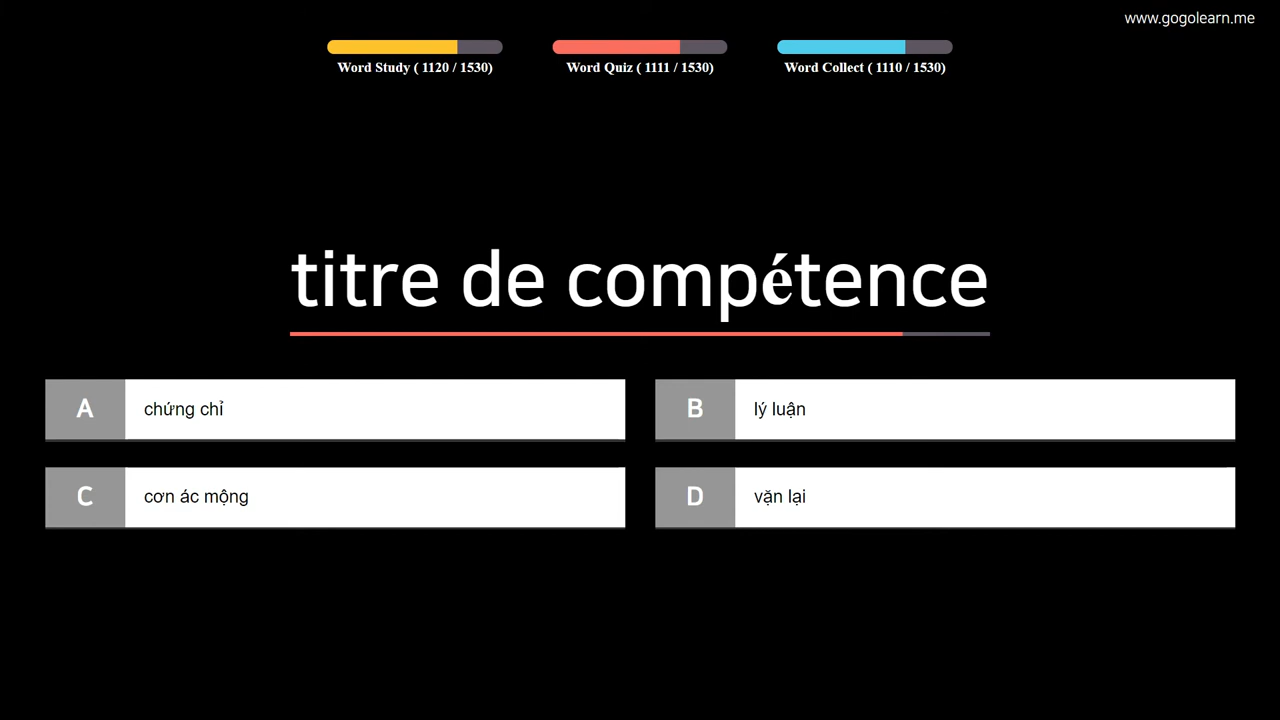 www.gogolearn.me
Word Study ( 1120 / 1530)
Word Quiz ( 1111 / 1530)
Word Collect ( 1110 / 1530)
titre de compétence
A chứng chỉ
B lý luận
C cơn ác mộng
D vặn lại